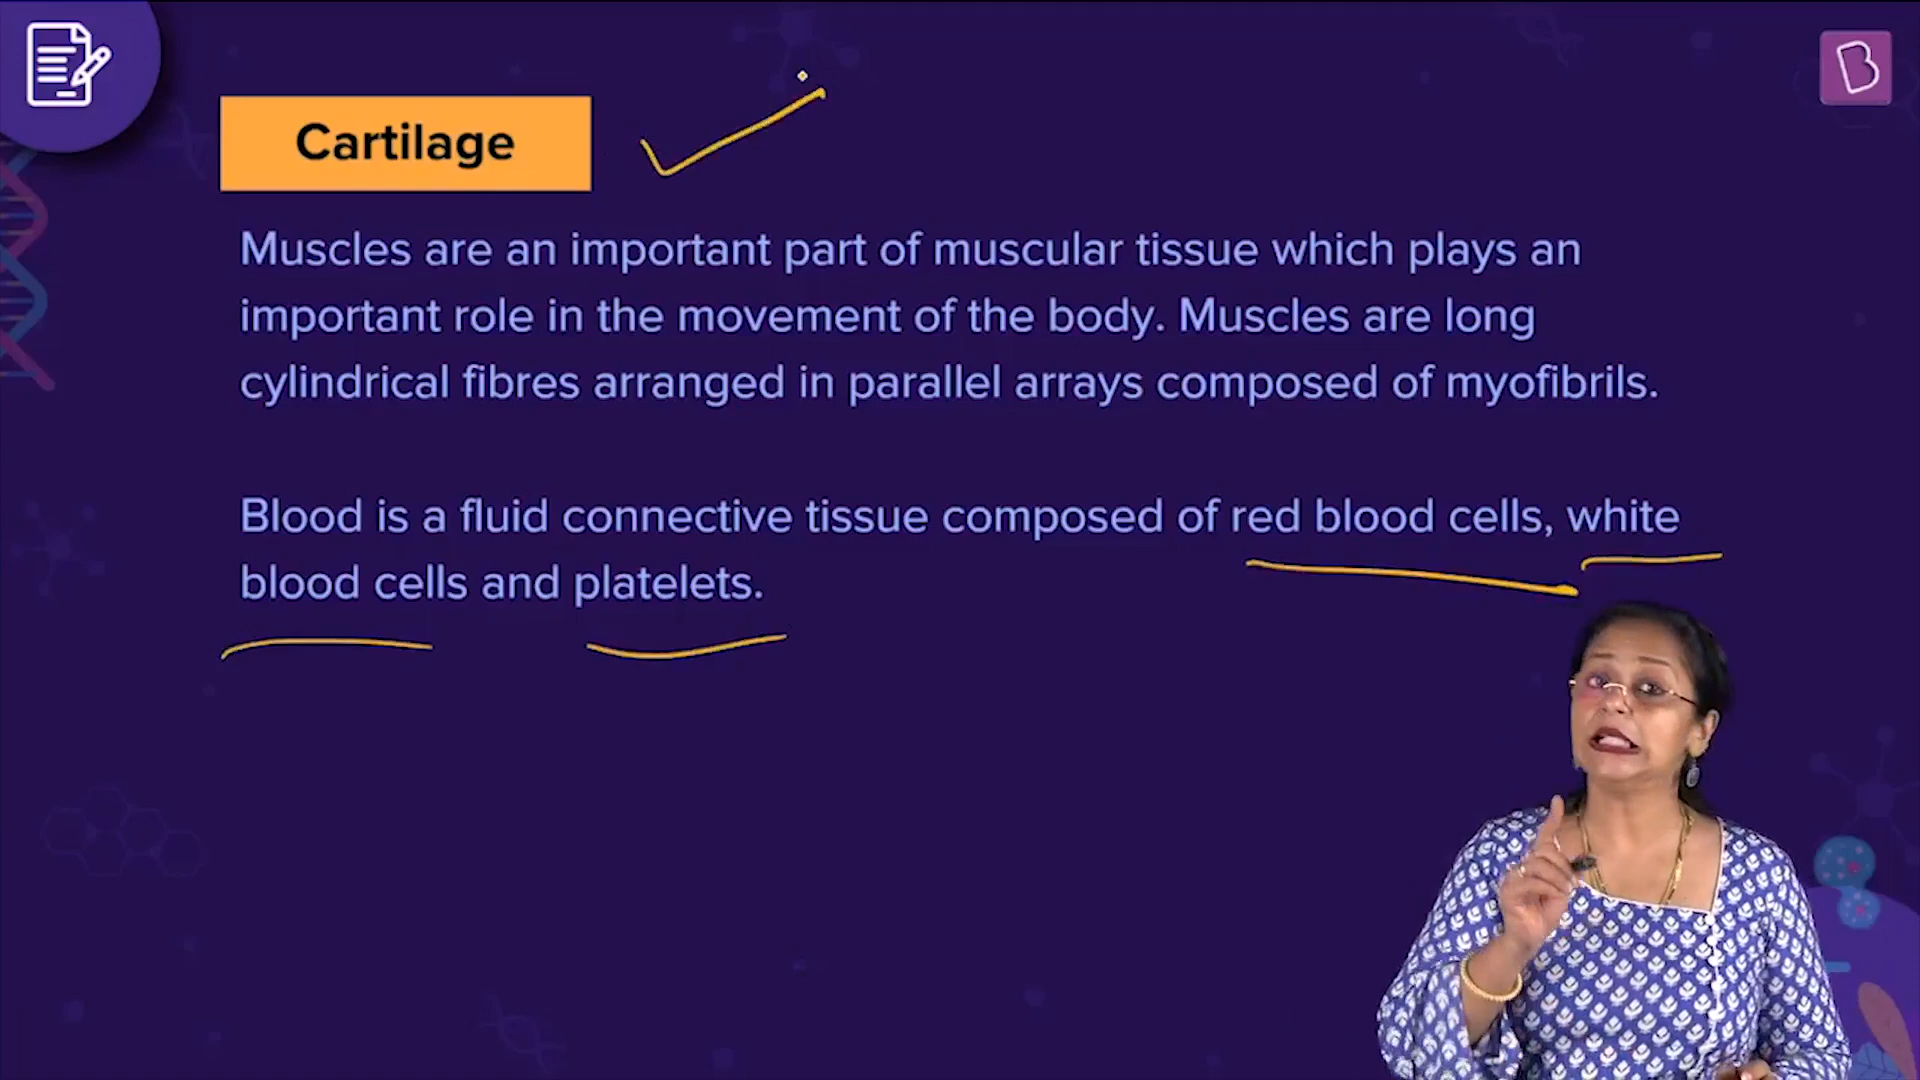 Cartilage
Muscles are an important part of muscular tissue which plays an
important role in the movement of the body. Muscles are long
cylindrical fibres arranged in parallel arrays composed of myofibrils.
Blood is a fluid connective tissue composed of red blood cells, white
blood cells and platelets.
B